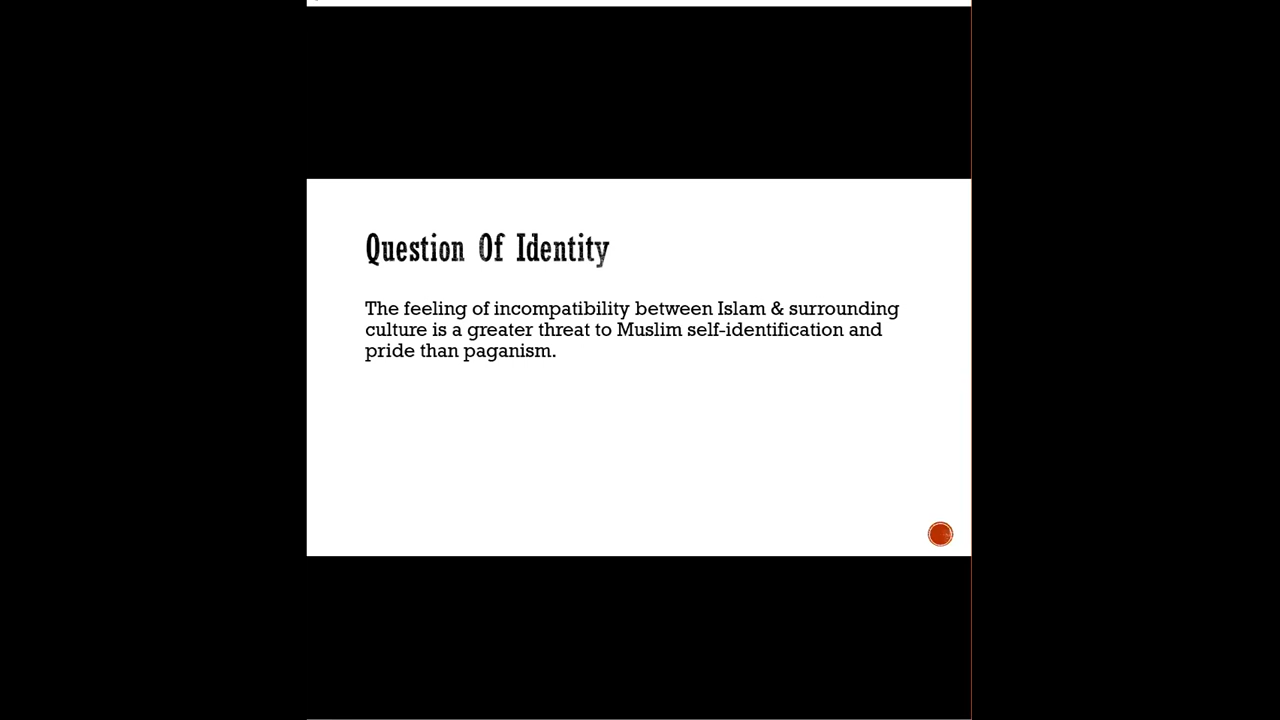 Question Of Identity
The feeling of incompatibility between Islam & surrounding
culture is a greater threat to Muslim self-identification and
pride than paganism.